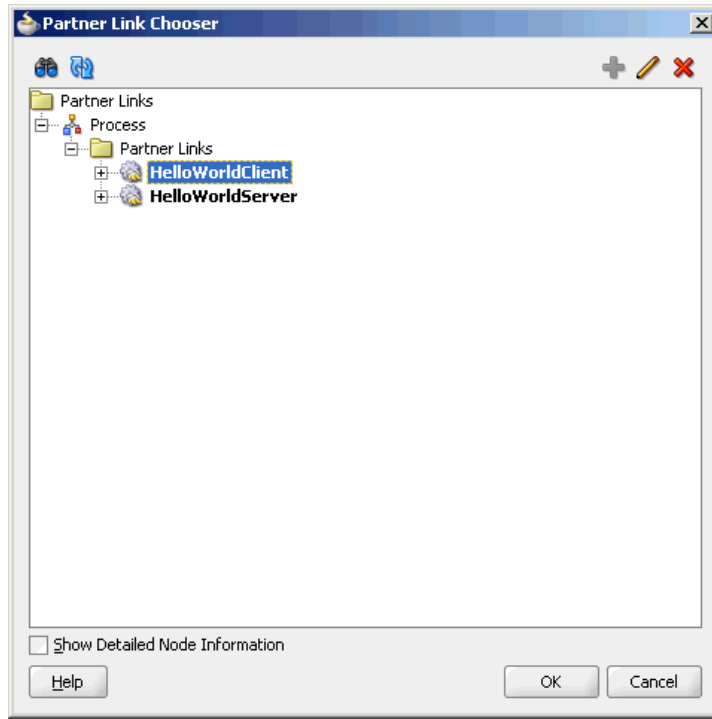 Partner Link Chooser
Partner Links
Process
Partner Links
HelloWorldClient
HelloWorldServer
Show Detailed Node Information
Help
OK
Cancel